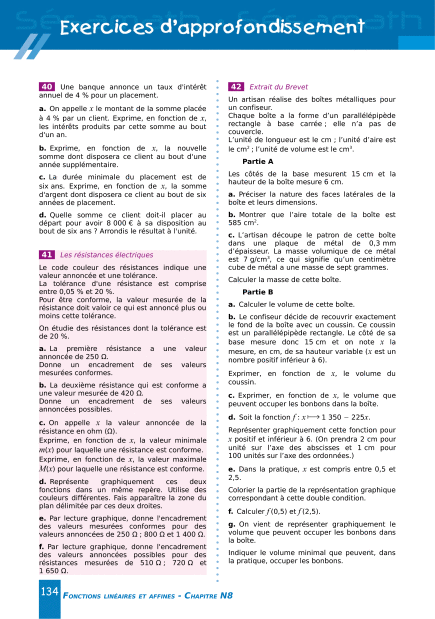 Exercices d'approfondissement
40 Une banque annonce un taux d'intérêt
annuel de 4 % pour un placement.
a. On appelle x le montant de la somme placée
à 4 % par un client. Exprime, en fonction de x,
les intérêts produits par cette somme au bout
d'un an.
b. Exprime, en fonction de x, la nouvelle
somme dont disposera ce client au bout d'une
année supplémentaire.
c. La durée minimale du placement est de
six ans. Exprime, en fonction de x, la somme
d'argent dont disposera ce client au bout de six
années de placement.
d. Quelle somme ce client doit-il placer au
départ pour avoir 8 000 € à sa disposition au
bout de six ans ? Arrondis le résultat à l'unité.
41 Les résistances électriques
Le code couleur des résistances indique une
valeur annoncée et une tolérance.
La tolérance d'une résistance est comprise
entre 0,05 % et 20 %.
Pour être conforme, la valeur mesurée de la
résistance doit valoir ce qui est annoncé plus ou
moins cette tolérance.
On étudie des résistances dont la tolérance est
de 20 %.
a. La première résistance a une valeur
annoncée de 250 Ω.
Donne un encadrement de ses valeurs
mesurées conformes.
b. La deuxième résistance qui est conforme a
une valeur mesurée de 420 Ω.
Donne un encadrement de ses valeurs
annoncées possibles.
c. On appelle x la valeur annoncée de la
résistance en ohm (Ω).
Exprime, en fonction de x, la valeur minimale
m(x) pour laquelle une résistance est conforme.
Exprime, en fonction de x, la valeur maximale
M(x) pour laquelle une résistance est conforme.
d. Représente graphiquement ces deux
fonctions dans un même repère. Utilise des
couleurs différentes. Fais apparaître la zone du
plan délimitée par ces deux droites.
e. Par lecture graphique, donne l'encadrement
des valeurs mesurées conformes pour des
valeurs annoncées de 250 Ω ; 800 Ω et 1 400 Ω.
f. Par lecture graphique, donne l'encadrement
des valeurs annoncées possibles pour des
résistances mesurées de 510 Ω ; 720 Ω et
1 650 Ω.
42 Extrait du Brevet
Un artisan réalise des boîtes métalliques pour
un confiseur.
Chaque boîte a la forme d'un parallélépipède
rectangle à base carrée ; elle n'a pas de
couvercle.
L'unité de longueur est le cm ; l'unité d'aire est
le cm² ; l'unité de volume est le cm³.
Partie A
Les côtés de la base mesurent 15 cm et la
hauteur de la boîte mesure 6 cm.
a. Préciser la nature des faces latérales de la
boîte et leurs dimensions.
b. Montrer que l'aire totale de la boîte est
585 cm².
c. L'artisan découpe le patron de cette boîte
dans une plaque de métal de 0,3 mm
d'épaisseur. La masse volumique de ce métal
est 7 g/cm³, ce qui signifie qu'un centimètre
cube de métal a une masse de sept grammes.
Calculer la masse de cette boîte.
Partie B
a. Calculer le volume de cette boîte.
b. Le confiseur décide de recouvrir exactement
le fond de la boîte avec un coussin. Ce coussin
est un parallélépipède rectangle. Le côté de sa
base mesure donc 15 cm et on note x la
mesure, en cm, de sa hauteur variable (x est un
nombre positif inférieur à 6).
Exprimer, en fonction de x, le volume du
coussin.
c. Exprimer, en fonction de x, le volume que
peuvent occuper les bonbons dans la boîte.
d. Soit la fonction f : x ⟼ 1 350 − 225x.
Représenter graphiquement cette fonction pour
x positif et inférieur à 6. (On prendra 2 cm pour
unité sur l'axe des abscisses et 1 cm pour
100 unités sur l'axe des ordonnées.)
e. Dans la pratique, x est compris entre 0,5 et
2,5.
Colorier la partie de la représentation graphique
correspondant à cette double condition.
f. Calculer f(0,5) et f(2,5).
g. On vient de représenter graphiquement le
volume que peuvent occuper les bonbons dans
la boîte.
Indiquer le volume minimal que peuvent, dans
la pratique, occuper les bonbons.
134 FONCTIONS LINÉAIRES ET AFFINES - CHAPITRE N8